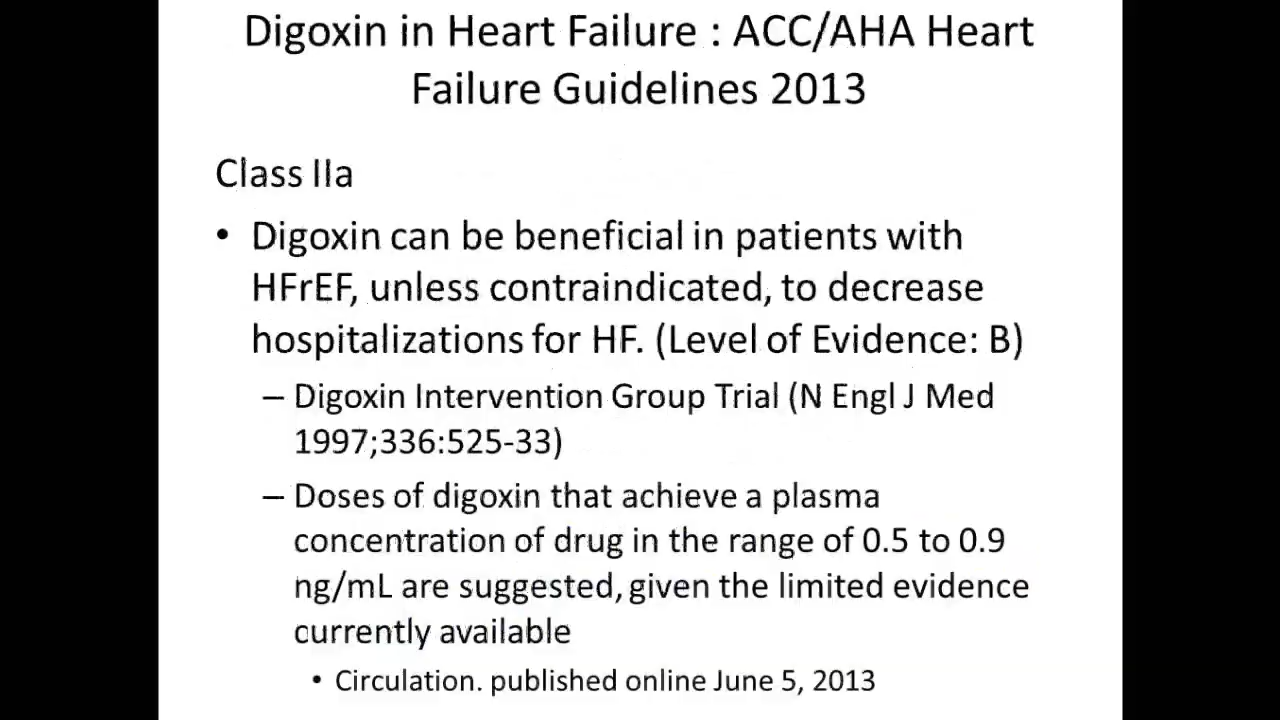 Digoxin in Heart Failure : ACC/AHA Heart
Failure Guidelines 2013
Class IIa
• Digoxin can be beneficial in patients with
HFrEF, unless contraindicated, to decrease
hospitalizations for HF. (Level of Evidence: B)
– Digoxin Intervention Group Trial (N Engl J Med
1997;336:525-33)
– Doses of digoxin that achieve a plasma
concentration of drug in the range of 0.5 to 0.9
ng/mL are suggested, given the limited evidence
currently available
• Circulation. published online June 5, 2013